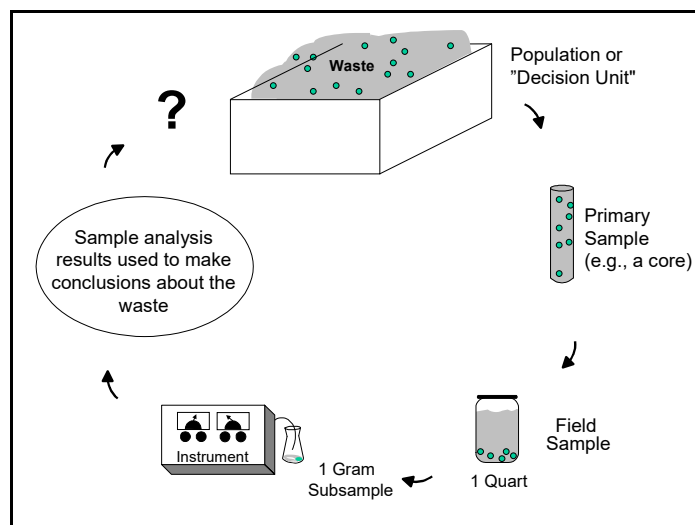 Waste
Population or
”Decision Unit"
?
Primary
Sample
(e.g., a core)
Field
Sample
1 Quart
1 Gram
Subsample
Instrument
Sample analysis
results used to make
conclusions about the
waste